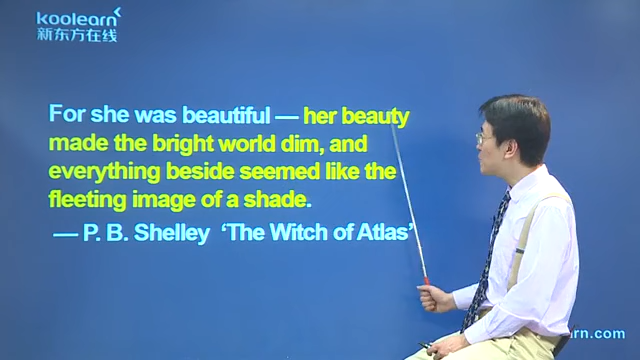 koolearn
新东方在线
For she was beautiful — her beauty
made the bright world dim, and
everything beside seemed like the
fleeting image of a shade.
— P. B. Shelley ‘The Witch of Atlas’
rn.com